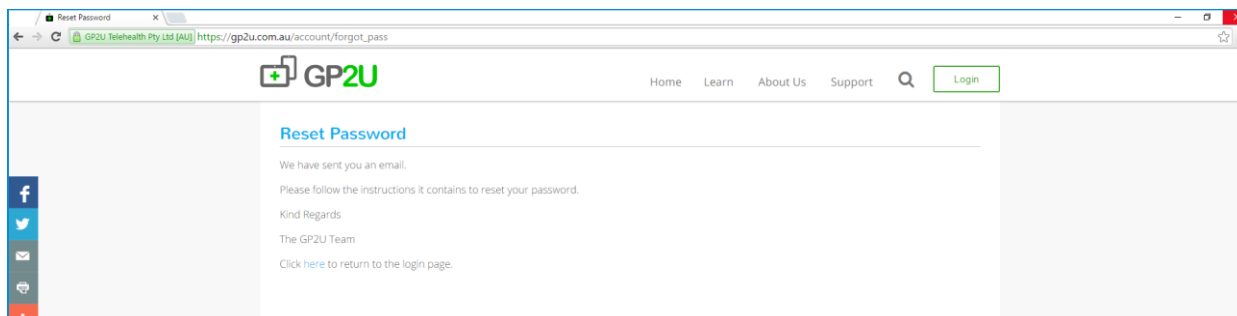 Reset Password
GP2U Telehealth Pty Ltd [AU] https://gp2u.com.au/account/forgot_pass
GP2U
Home Learn About Us Support Login
Reset Password
We have sent you an email.
Please follow the instructions it contains to reset your password.
Kind Regards
The GP2U Team
Click here to return to the login page.